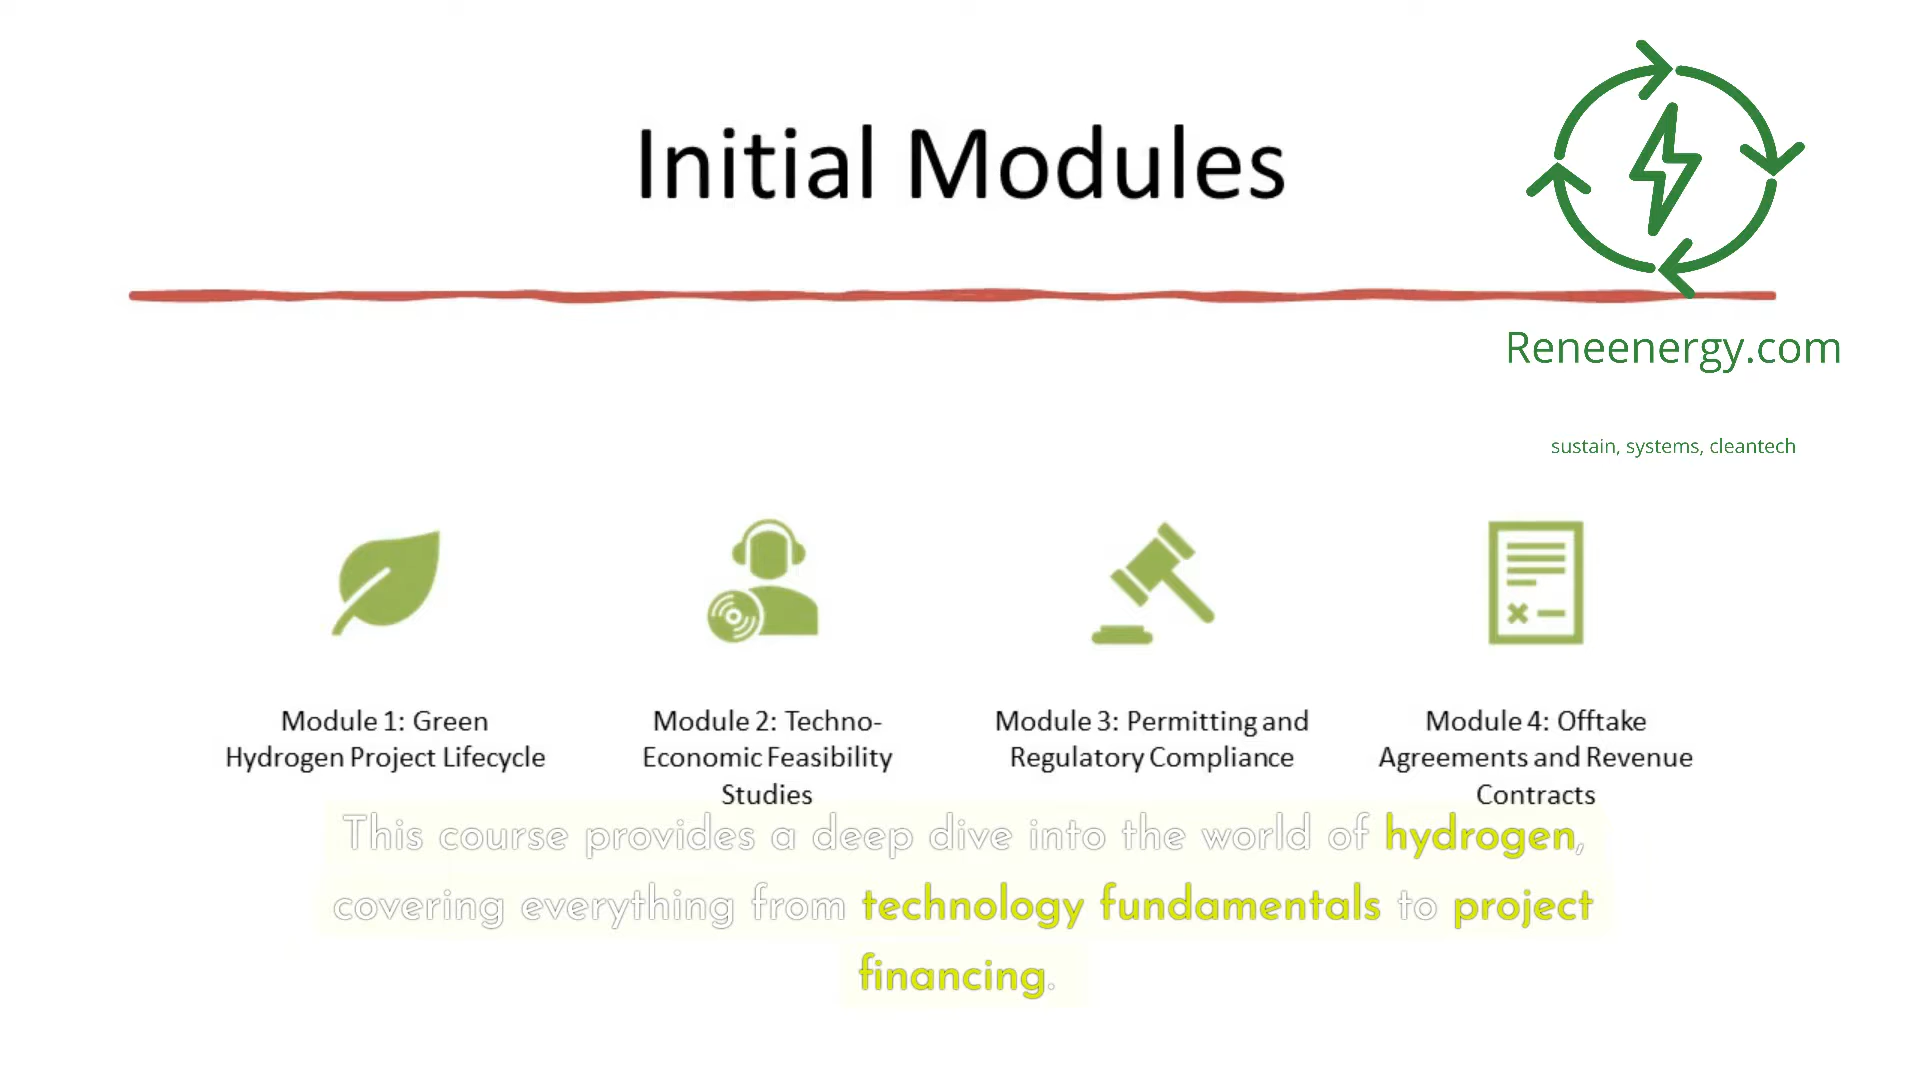 Initial Modules
Reneenergy.com
sustain, systems, cleantech
Module 1: Green
Hydrogen Project Lifecycle
Module 2: Techno-
Economic Feasibility
Studies
Module 3: Permitting and
Regulatory Compliance
Module 4: Offtake
Agreements and Revenue
Contracts
This course provides a deep dive into the world of hydrogen,
covering everything from technology fundamentals to project
financing.